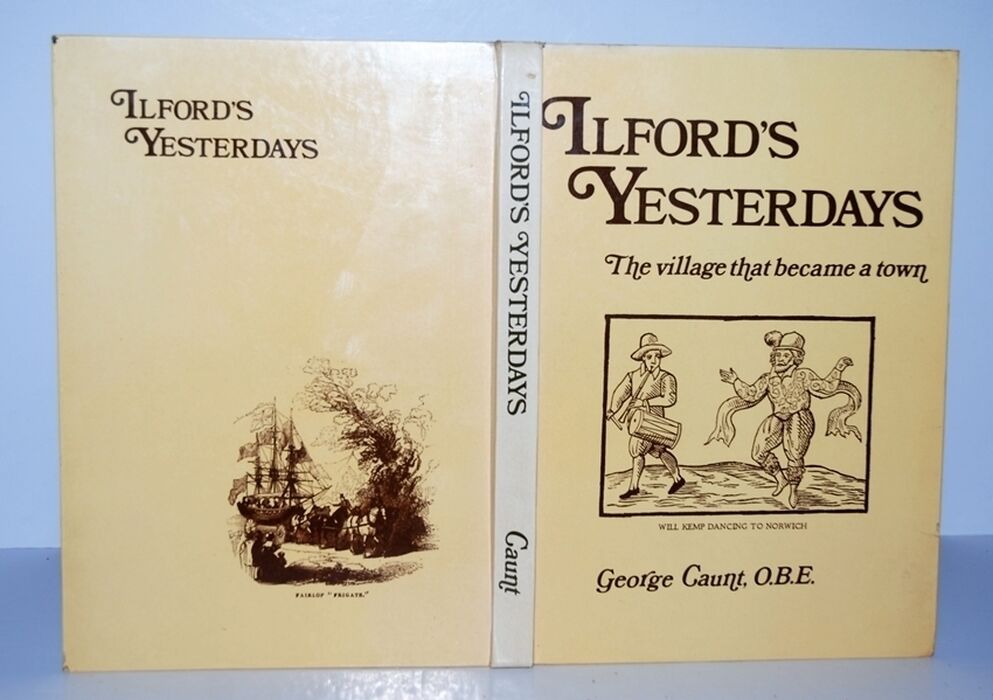 ILFORD'S
YESTERDAYS
FAIRLOP "FRIGATE."
ILFORD'S YESTERDAYS
Caunt
ILFORD'S
YESTERDAYS
The village that became a town
WILL KEMP DANCING TO NORWICH
George Caunt, O.B.E.